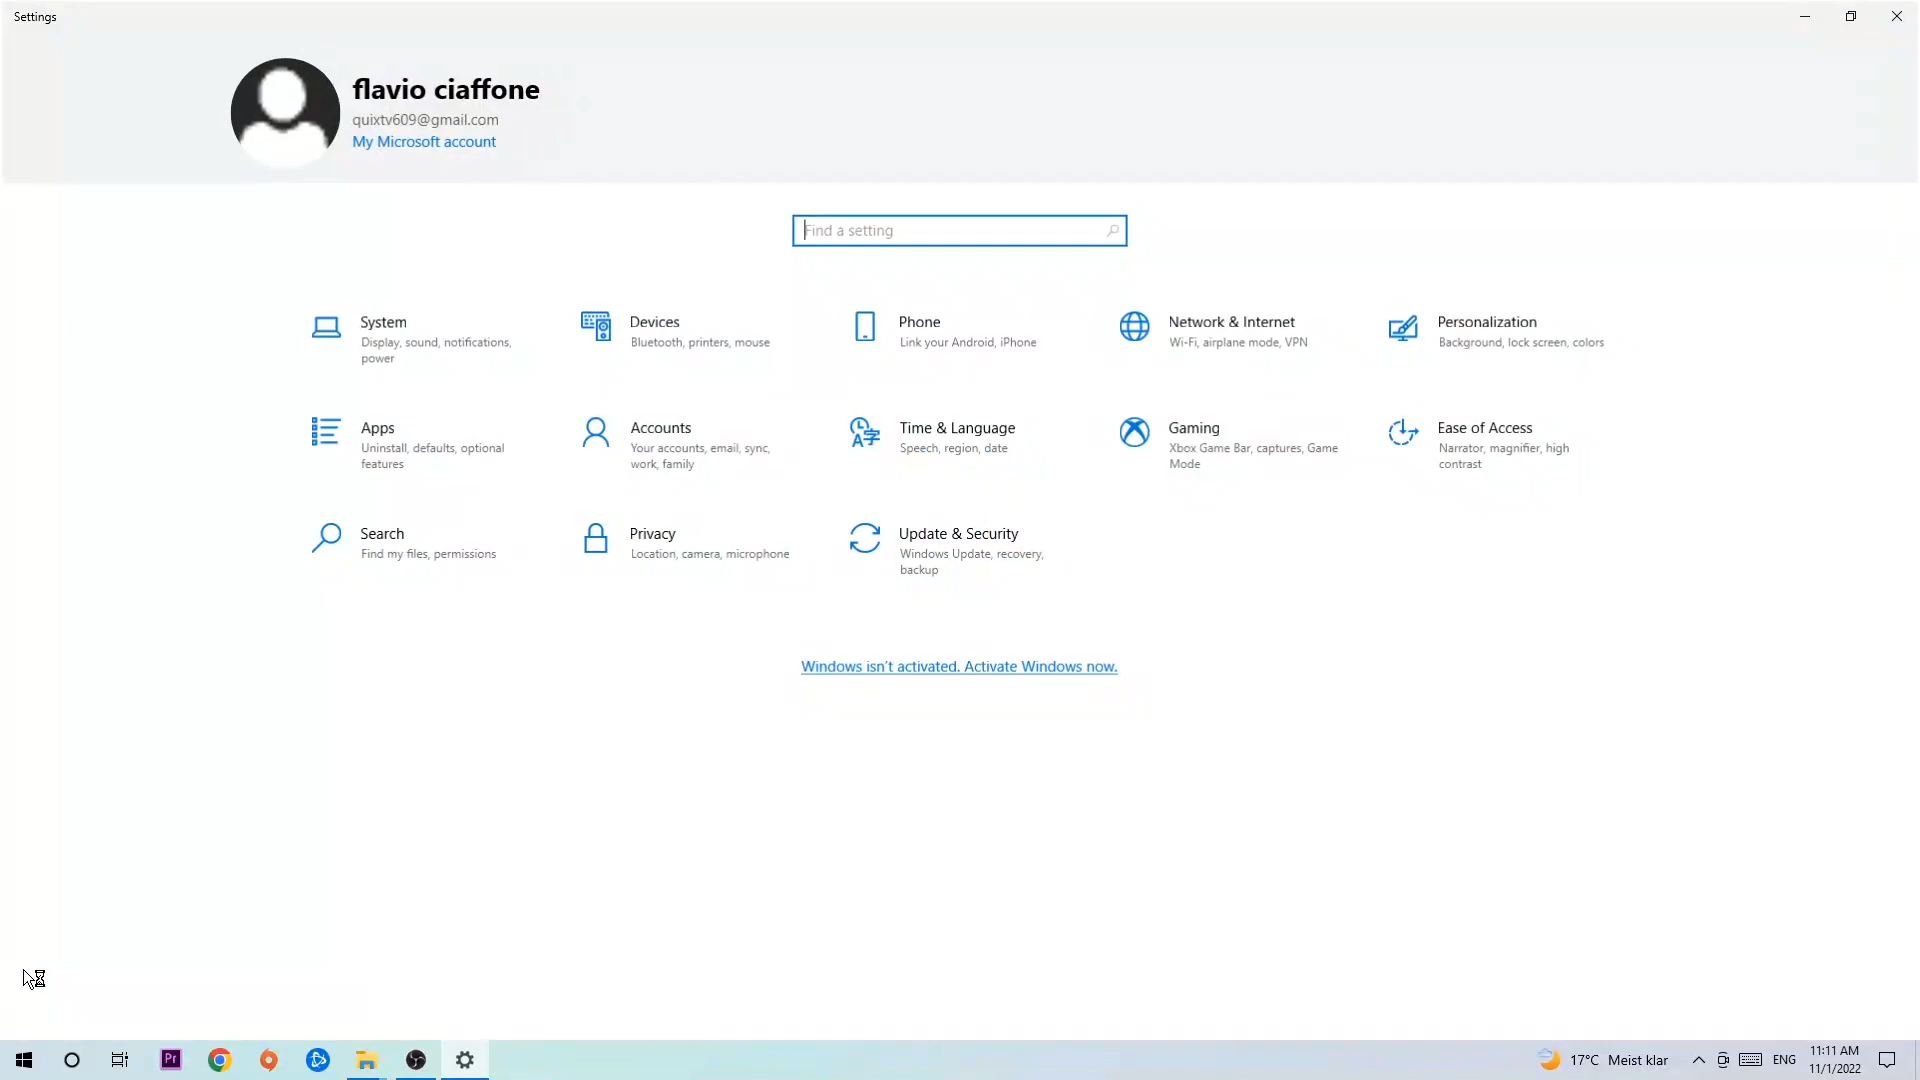 Settings
flavio ciaffone
quixtv609@gmail.com
My Microsoft account
Find a setting
System
Display, sound, notifications,
power
Devices
Bluetooth, printers, mouse
Phone
Link your Android, iPhone
Network & Internet
Wi-Fi, airplane mode, VPN
Personalization
Background, lock screen, colors
Apps
Uninstall, defaults, optional
features
Accounts
Your accounts, email, sync,
work, family
Time & Language
Speech, region, date
Gaming
Xbox Game Bar, captures, Game
Mode
Ease of Access
Narrator, magnifier, high
contrast
Search
Find my files, permissions
Privacy
Location, camera, microphone
Update & Security
Windows Update, recovery,
backup
Windows isn't activated. Activate Windows now.
Pr
17°C Meist klar
ENG
11:11 AM
11/1/2022